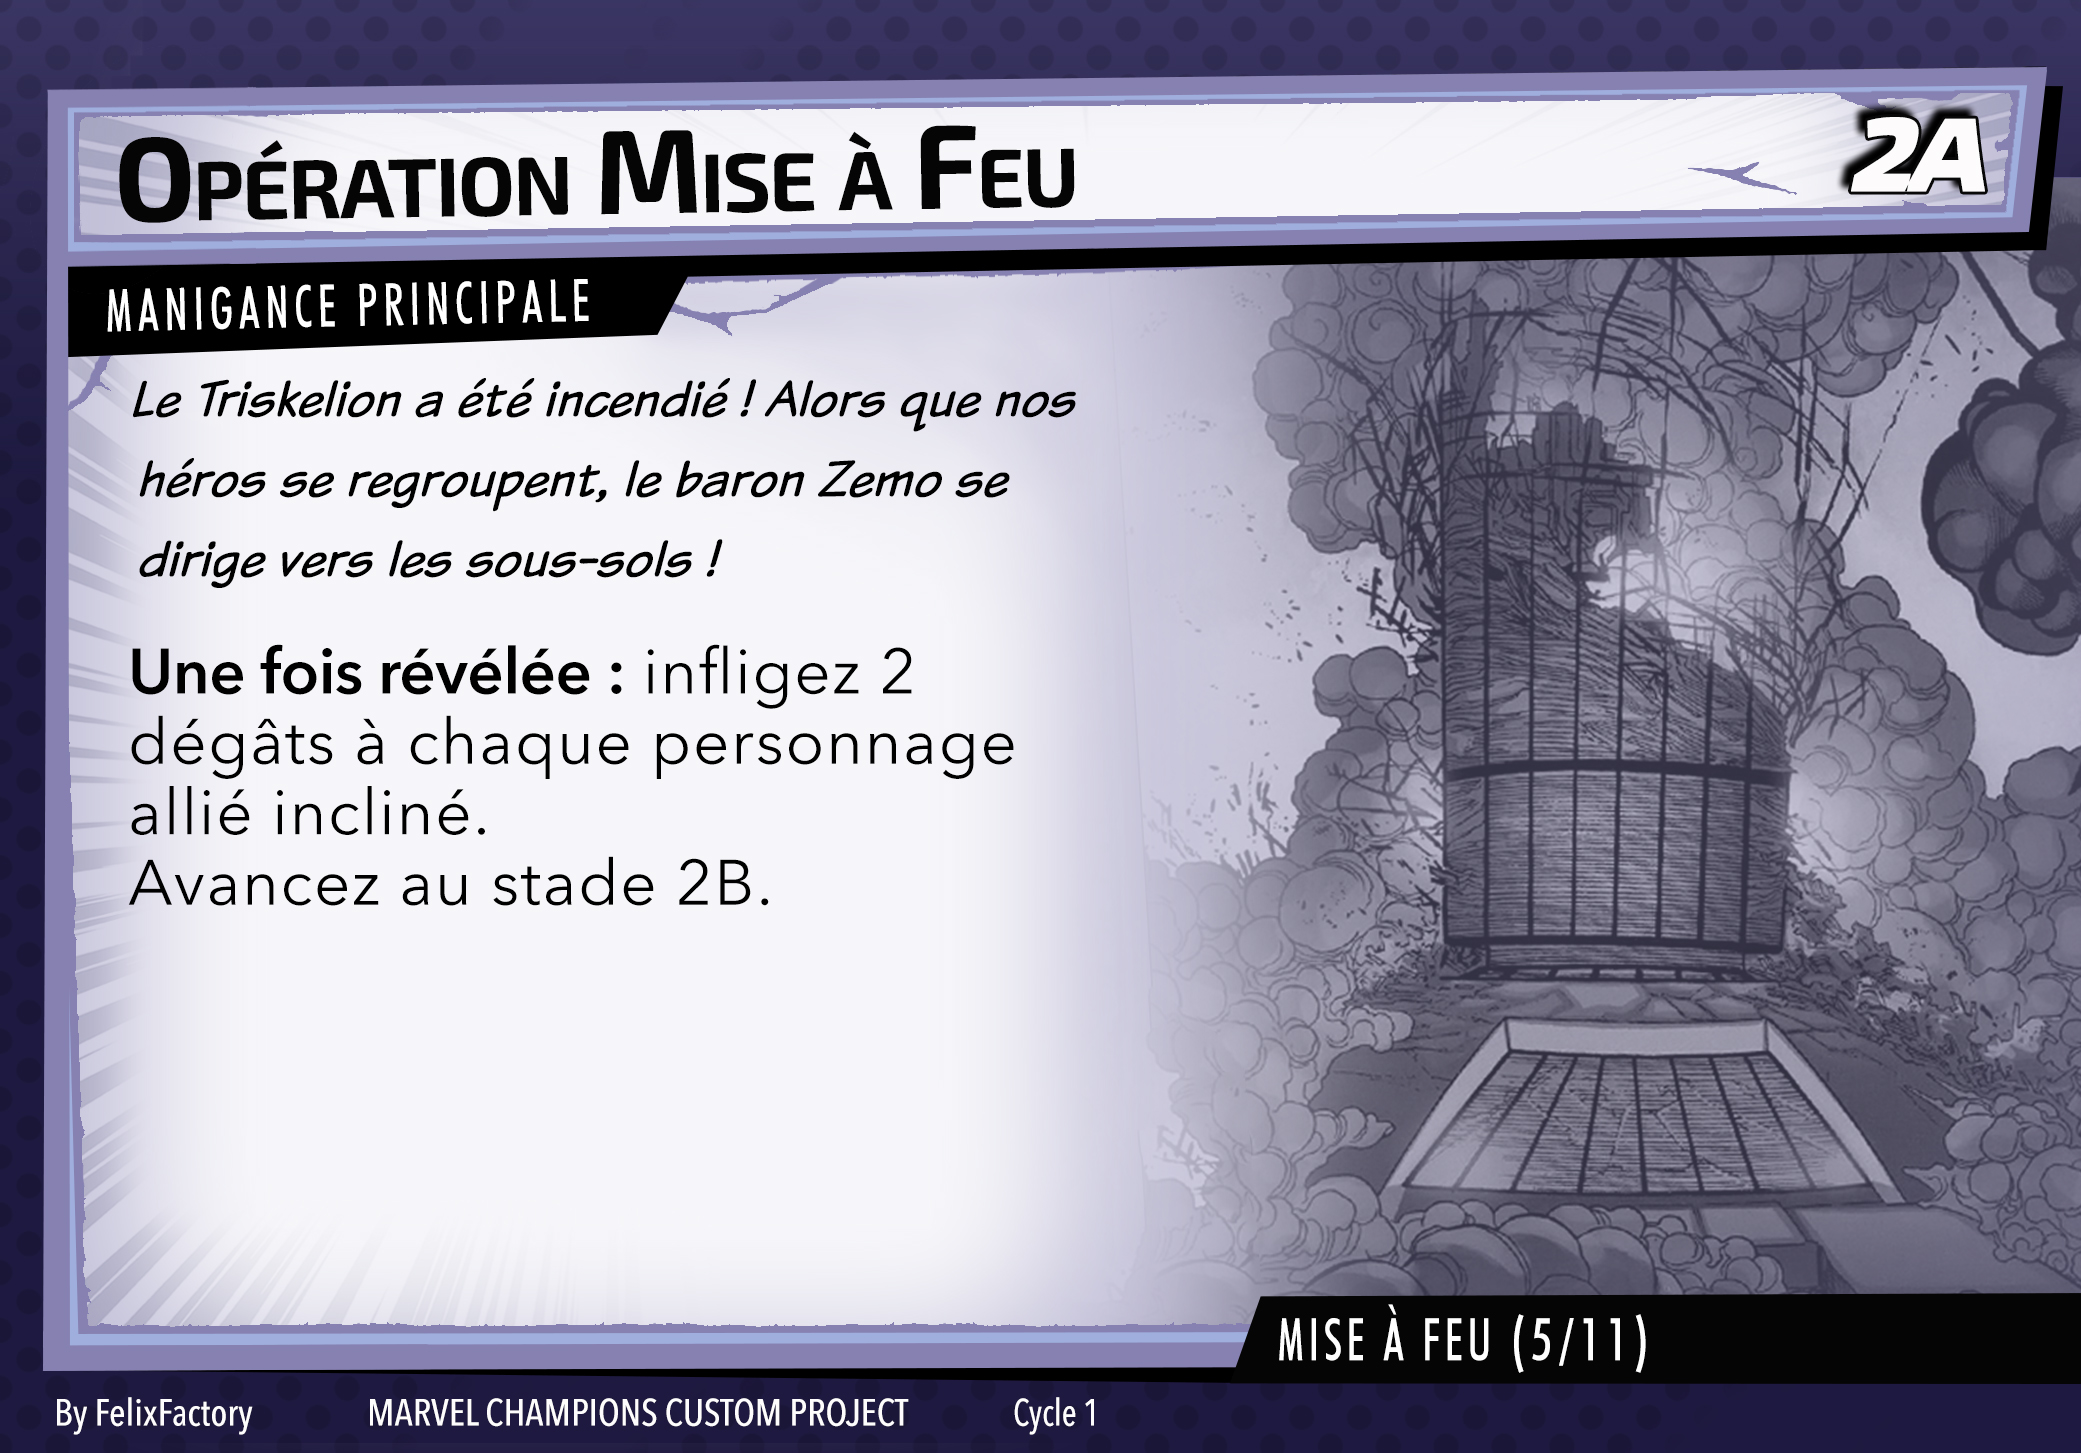 Opération Mise à Feu
2A
MANIGANCE PRINCIPALE
Le Triskelion a été incendié ! Alors que nos
héros se regroupent, le baron Zemo se
dirige vers les sous-sols !
Une fois révélée : infligez 2
dégâts à chaque personnage
allié incliné.
Avancez au stade 2B.
MISE À FEU (5/11)
By FelixFactory
MARVEL CHAMPIONS CUSTOM PROJECT
Cycle 1